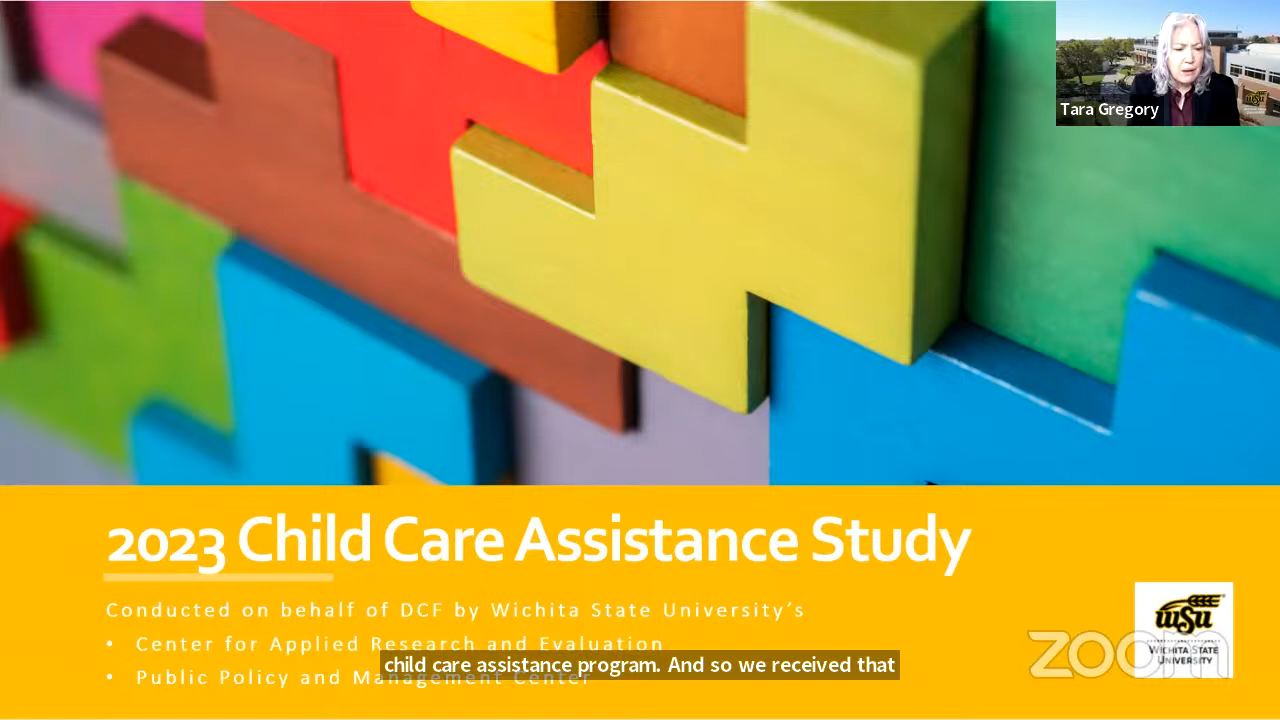 Tara Gregory
2023 Child Care Assistance Study
Conducted on behalf of DCF by Wichita State University's
• Center for Applied Research and Evaluation
• Public Policy and Management Center
child care assistance program. And so we received that
wsu
WICHITA STATE
UNIVERSITY
zoom